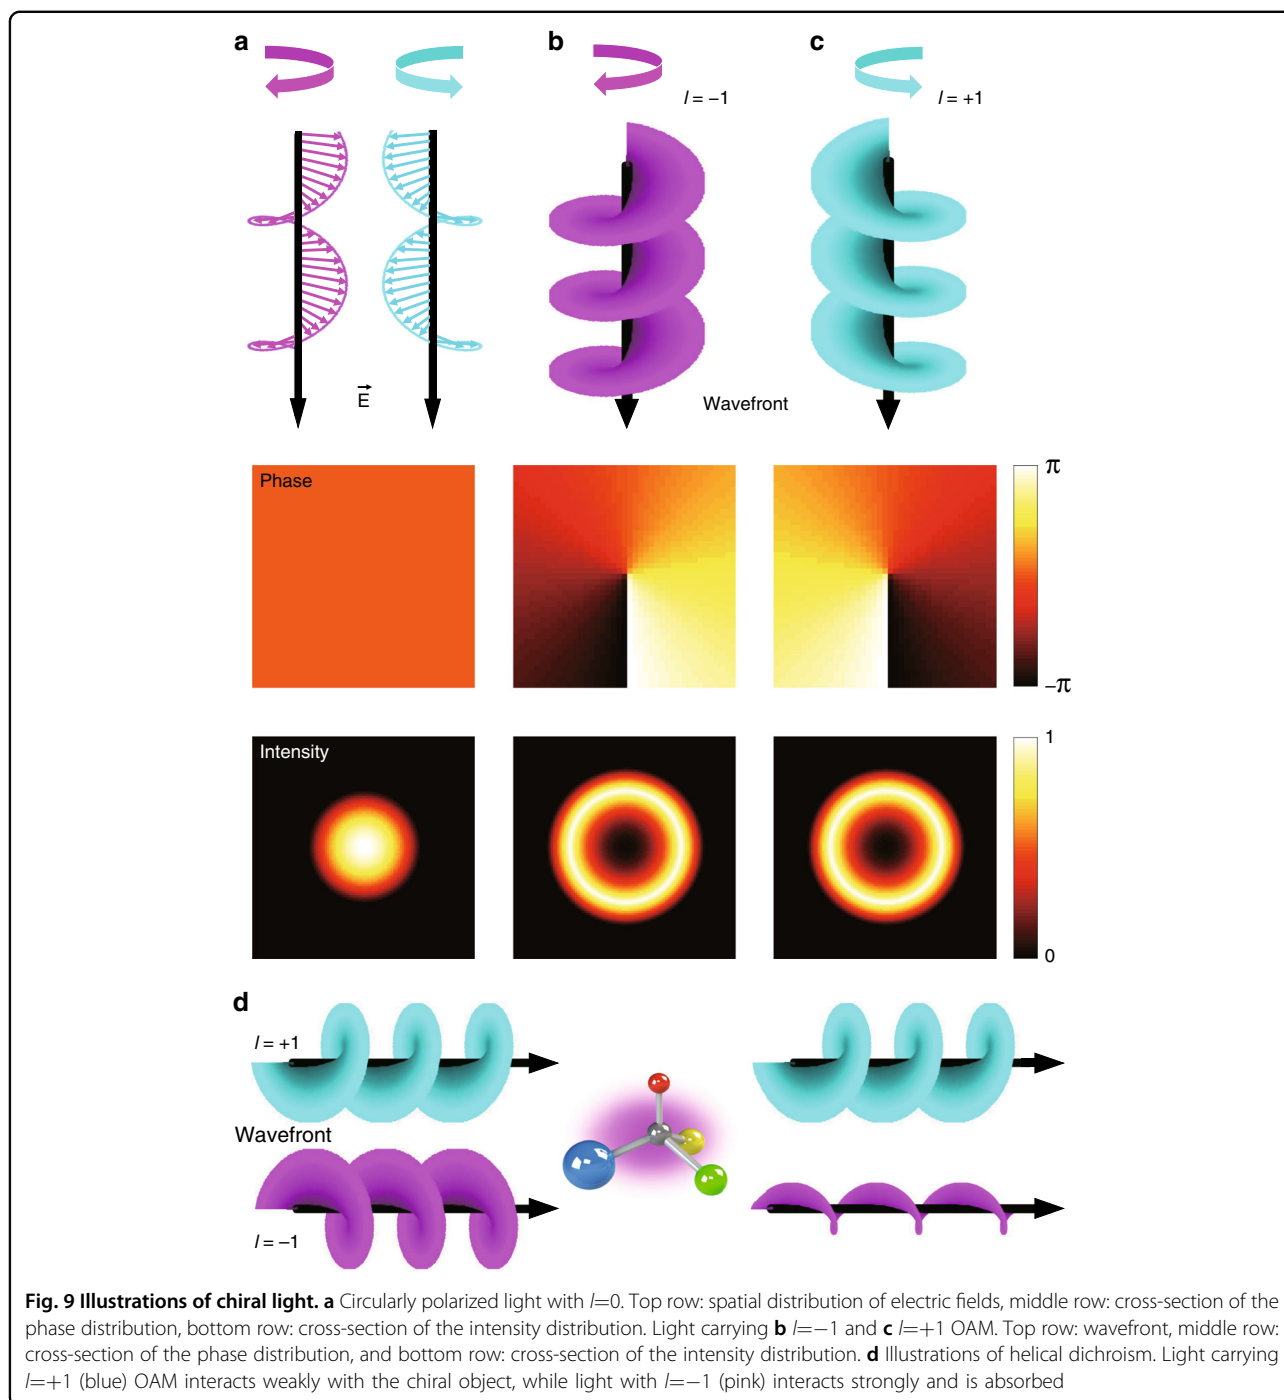 a
b
c
l = −1
l = +1
E
Wavefront
Phase
π
−π
Intensity
1
0
d
l = +1
Wavefront
l = −1
Fig. 9 Illustrations of chiral light. a Circularly polarized light with l=0. Top row: spatial distribution of electric fields, middle row: cross-section of the
phase distribution, bottom row: cross-section of the intensity distribution. Light carrying b l=−1 and c l=+1 OAM. Top row: wavefront, middle row:
cross-section of the phase distribution, and bottom row: cross-section of the intensity distribution. d Illustrations of helical dichroism. Light carrying
l=+1 (blue) OAM interacts weakly with the chiral object, while light with l=−1 (pink) interacts strongly and is absorbed